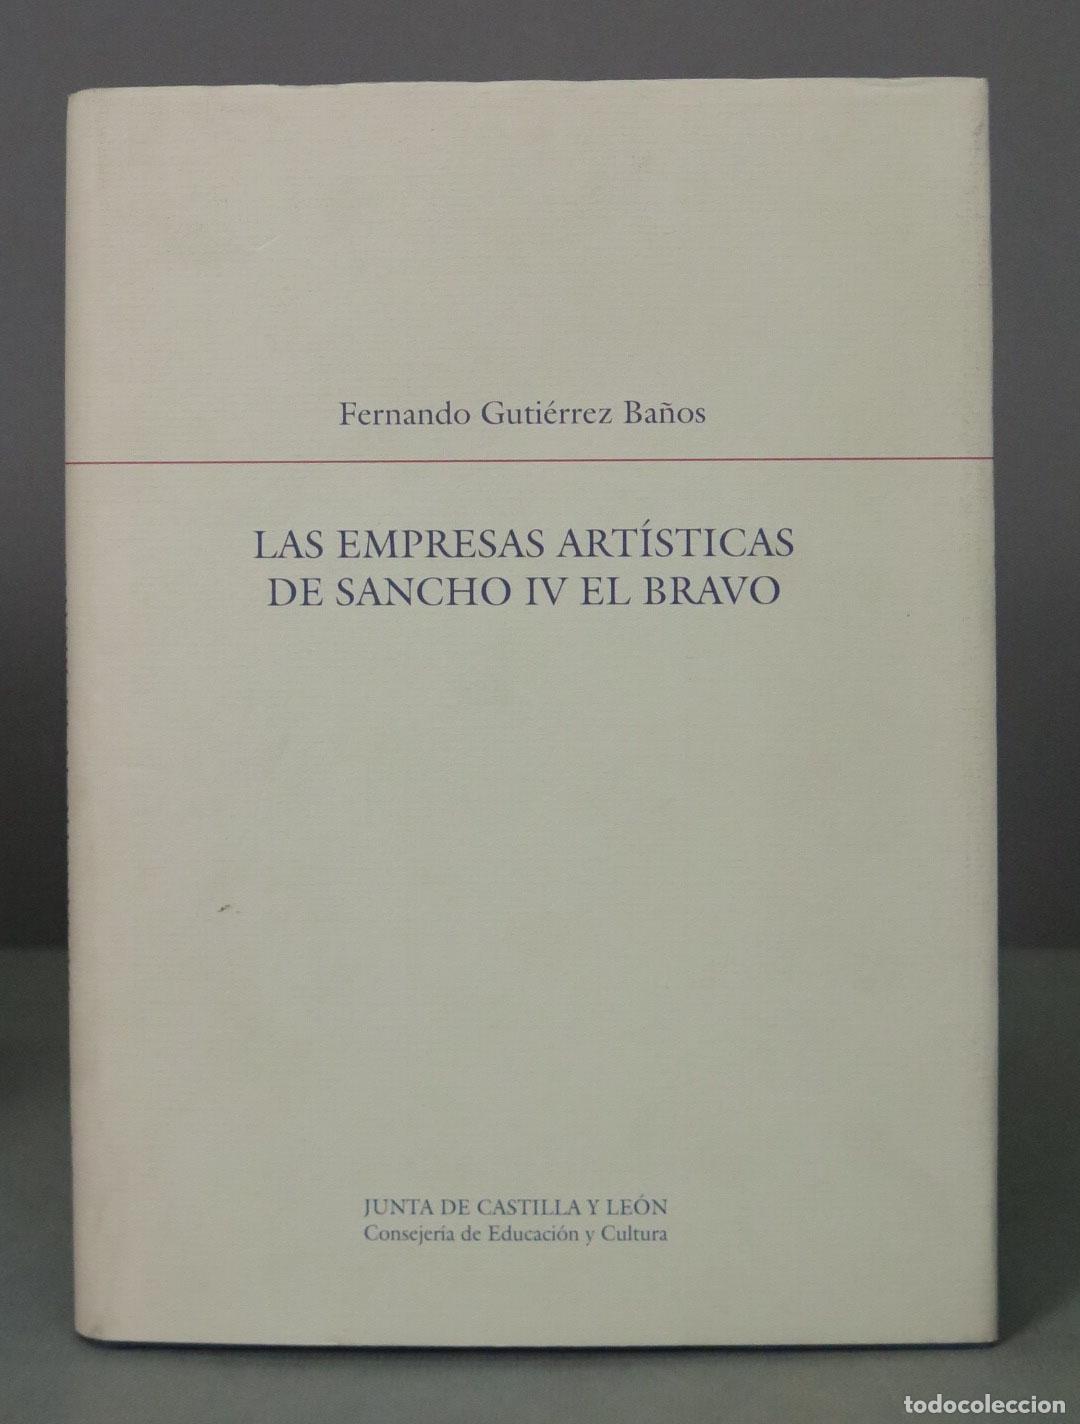 Fernando Gutiérrez Baños
LAS EMPRESAS ARTÍSTICAS
DE SANCHO IV EL BRAVO
JUNTA DE CASTILLA Y LEÓN
Consejería de Educación y Cultura
todocoleccion